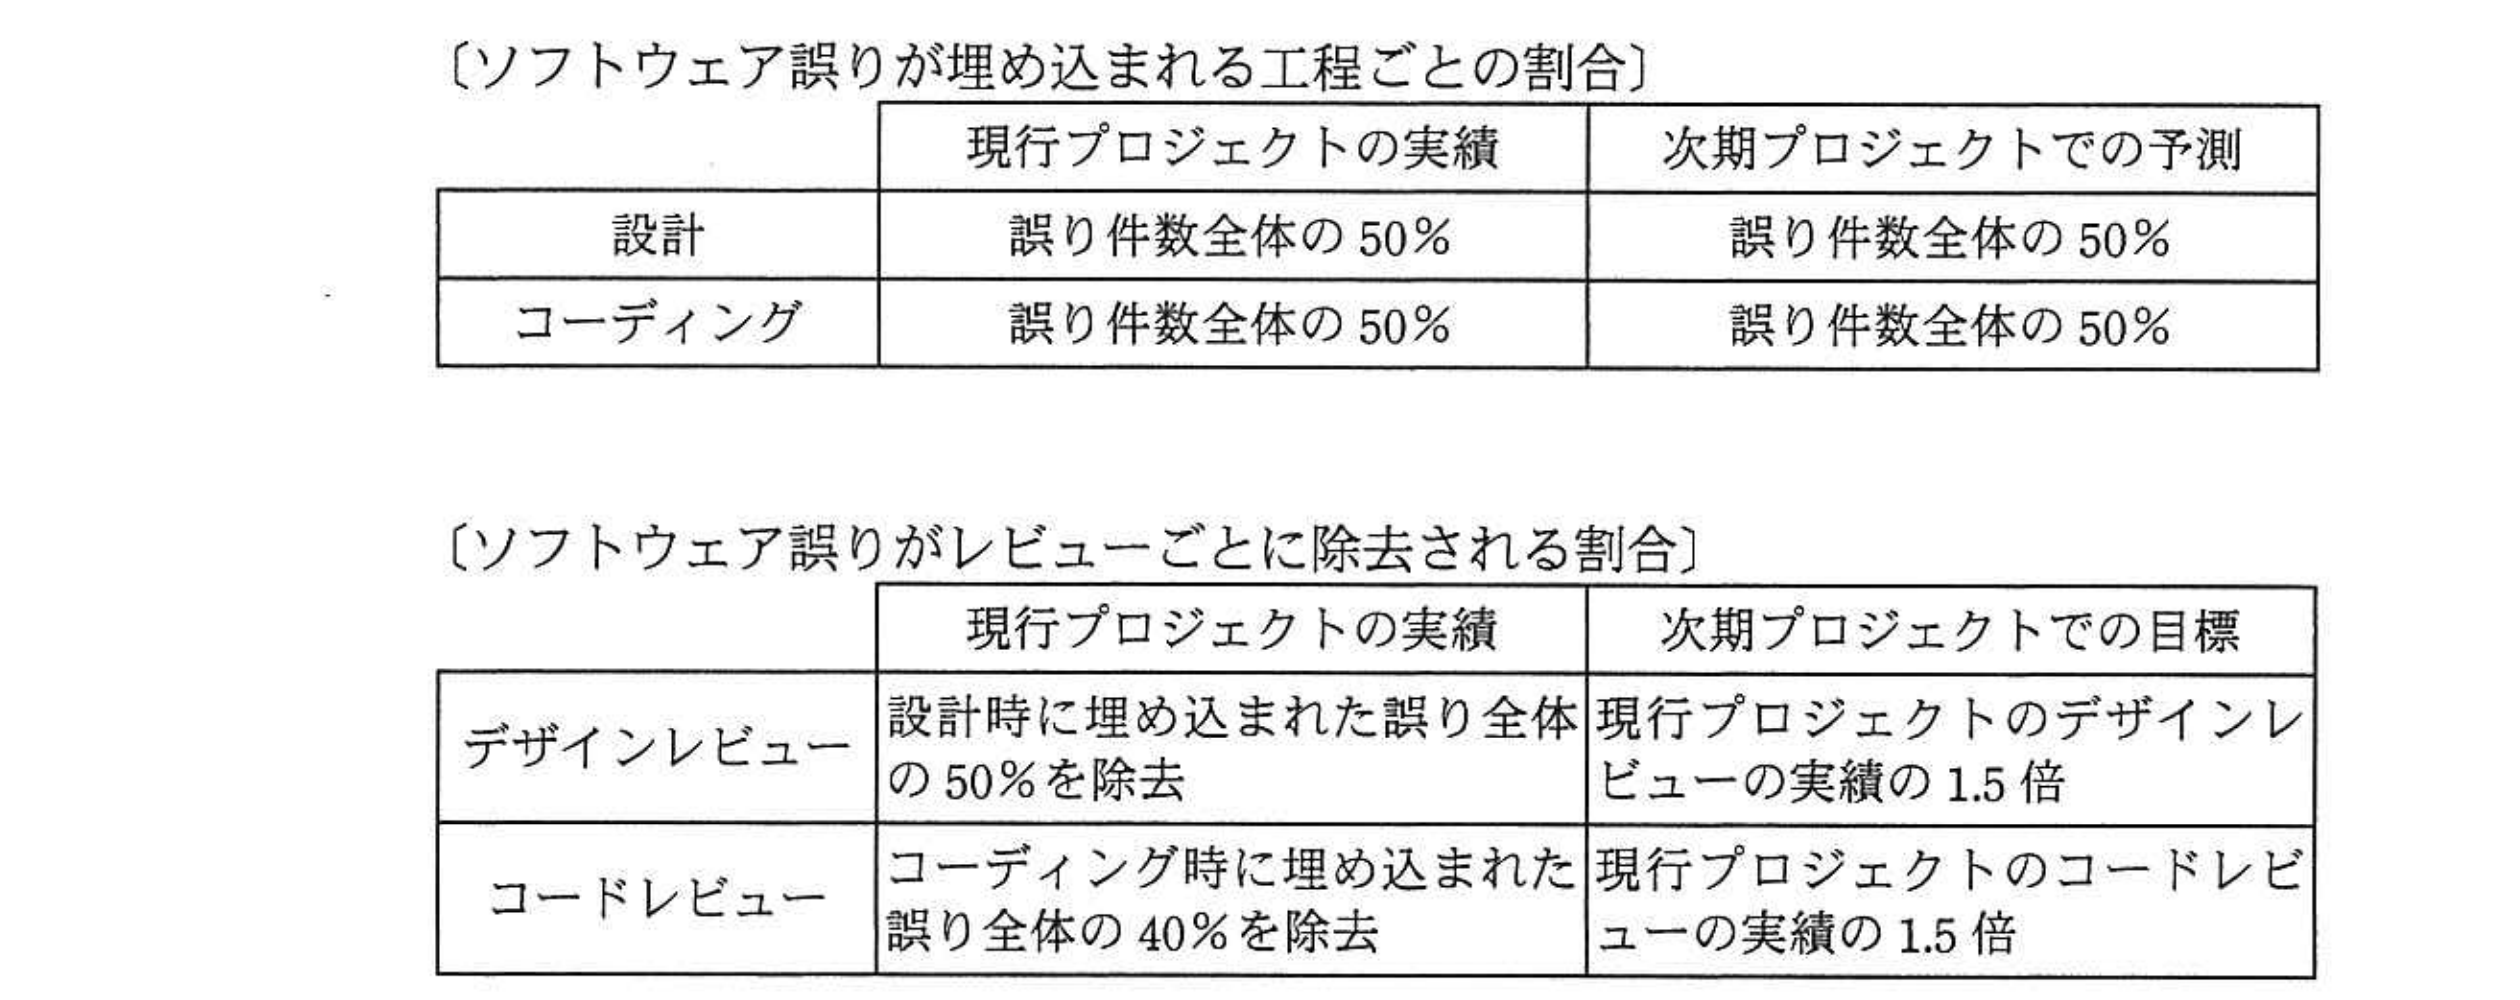 〔ソフトウェア誤りが埋め込まれる工程ごとの割合〕
現行プロジェクトの実績 次期プロジェクトでの予測
設計 誤り件数全体の 50% 誤り件数全体の 50%
コーディング 誤り件数全体の 50% 誤り件数全体の 50%
〔ソフトウェア誤りがレビューごとに除去される割合〕
現行プロジェクトの実績 次期プロジェクトでの目標
デザインレビュー
設計時に埋め込まれた誤り全体
の 50%を除去
現行プロジェクトのデザインレ
ビューの実績の 1.5 倍
コードレビュー
コーディング時に埋め込まれた
誤り全体の 40%を除去
現行プロジェクトのコードレビ
ューの実績の 1.5 倍